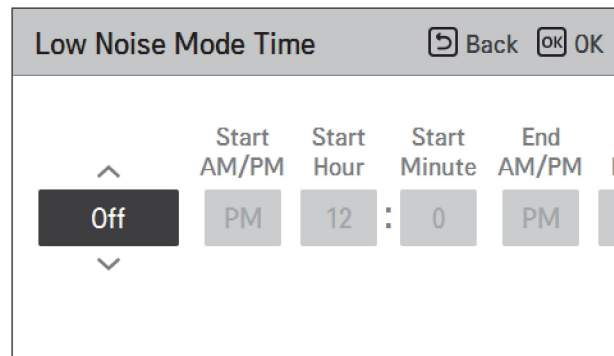 Low Noise Mode Time Back OK OK
Start Start Start End
AM/PM Hour Minute AM/PM
Off PM 12 : 0 PM